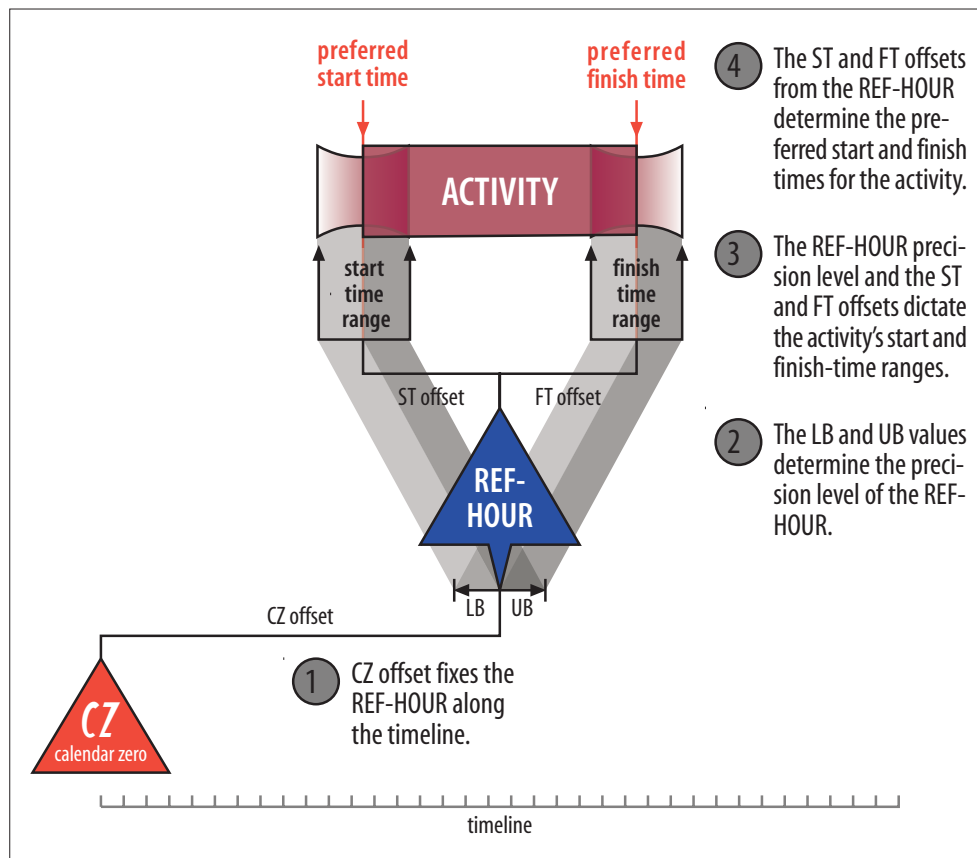 preferred
start time
preferred
finish time
ACTIVITY
start
time
range
finish
time
range
ST offset
FT offset
REF-
HOUR
LB
UB
CZ offset
CZ
calendar zero
timeline
4
The ST and FT offsets
from the REF-HOUR
determine the pre-
ferred start and finish
times for the activity.
3
The REF-HOUR preci-
sion level and the ST
and FT offsets dictate
the activity’s start and
finish-time ranges.
2
The LB and UB values
determine the preci-
sion level of the REF-
HOUR.
1
CZ offset fixes the
REF-HOUR along
the timeline.